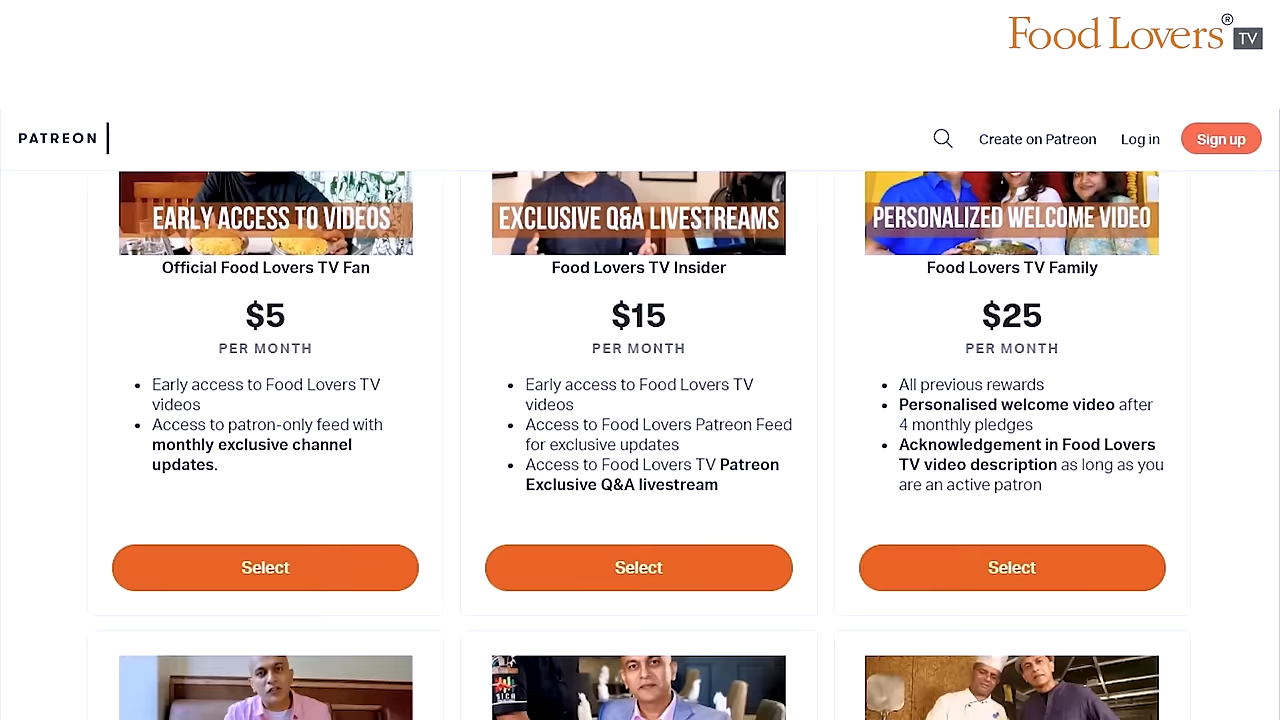 Food Lovers® TV
PATREON
Create on Patreon
Log in
Sign up
EARLY ACCESS TO VIDEOS
Official Food Lovers TV Fan
$5
PER MONTH
Early access to Food Lovers TV
videos
Access to patron-only feed with
monthly exclusive channel
updates.
Select
EXCLUSIVE Q&A LIVESTREAMS
Food Lovers TV Insider
$15
PER MONTH
Early access to Food Lovers TV
videos
Access to Food Lovers Patreon Feed
for exclusive updates
Access to Food Lovers TV Patreon
Exclusive Q&A livestream
Select
PERSONALIZED WELCOME VIDEO
Food Lovers TV Family
$25
PER MONTH
All previous rewards
Personalised welcome video after
4 monthly pledges
Acknowledgement in Food Lovers
TV video description as long as you
are an active patron
Select